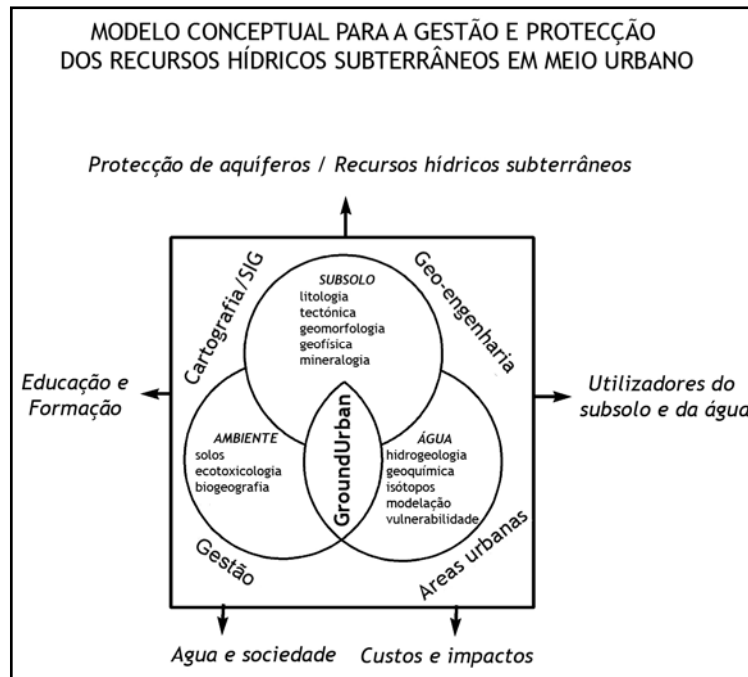 MODELO CONCEPTUAL PARA A GESTÃO E PROTECÇÃO
DOS RECURSOS HÍDRICOS SUBTERRÂNEOS EM MEIO URBANO
Protecção de aquíferos / Recursos hídricos subterrâneos
Cartografia/SIG
Geo-engenharia
SUBSOLO
litologia
tectónica
geomorfologia
geofísica
mineralogia
Educação e
Formação
Utilizadores do
subsolo e da água
AMBIENTE
solos
ecotoxicologia
biogeografia
GroundUrban
ÁGUA
hidrogeologia
geoquímica
isótopos
modelação
vulnerabilidade
Gestão
Areas urbanas
Agua e sociedade
Custos e impactos